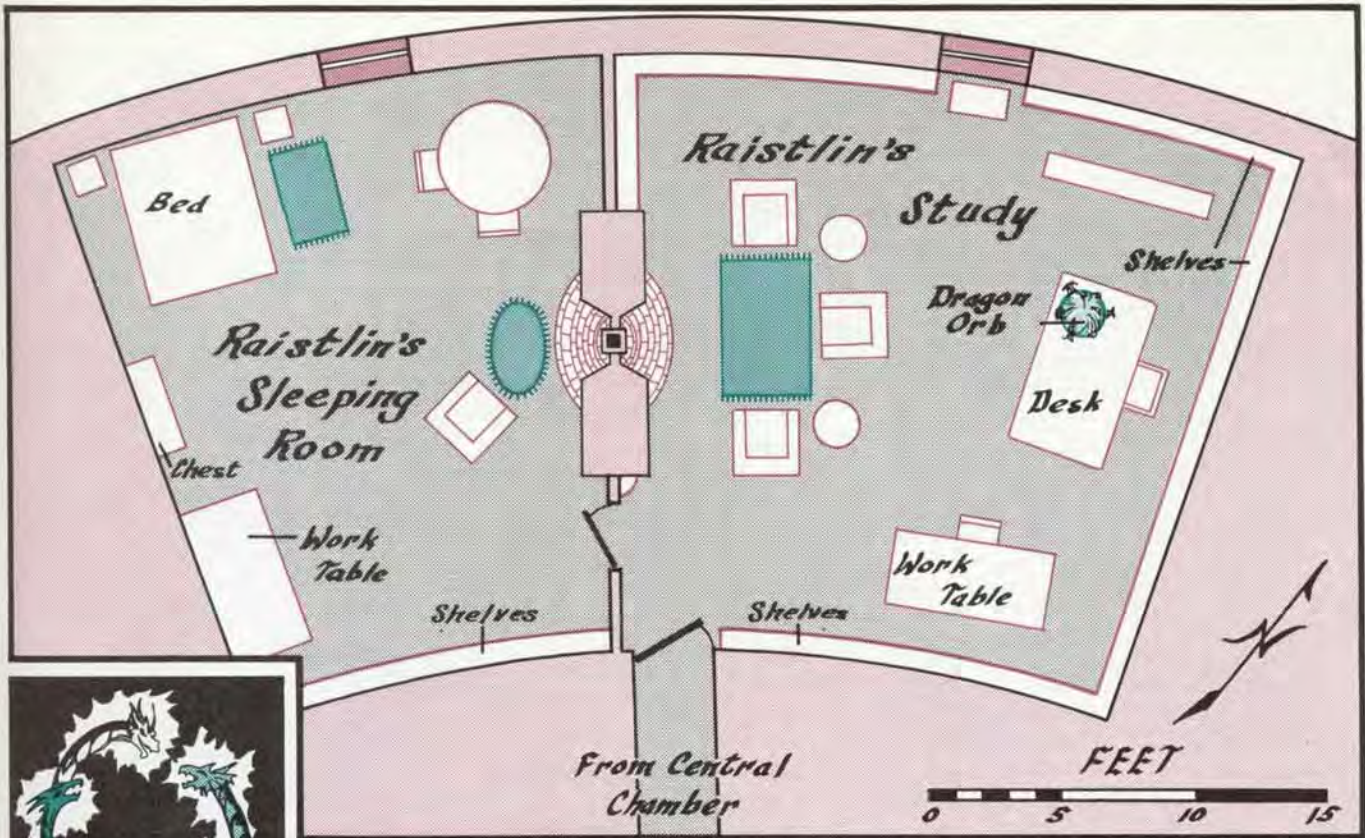 Bed
Raistlin's
Sleeping
Room
Chest
Work
Table
Shelves
Raistlin's
Study
Shelves
Dragon
Orb
Desk
Work
Table
Shelves
From Central
Chamber
N
FEET
0 5 10 15